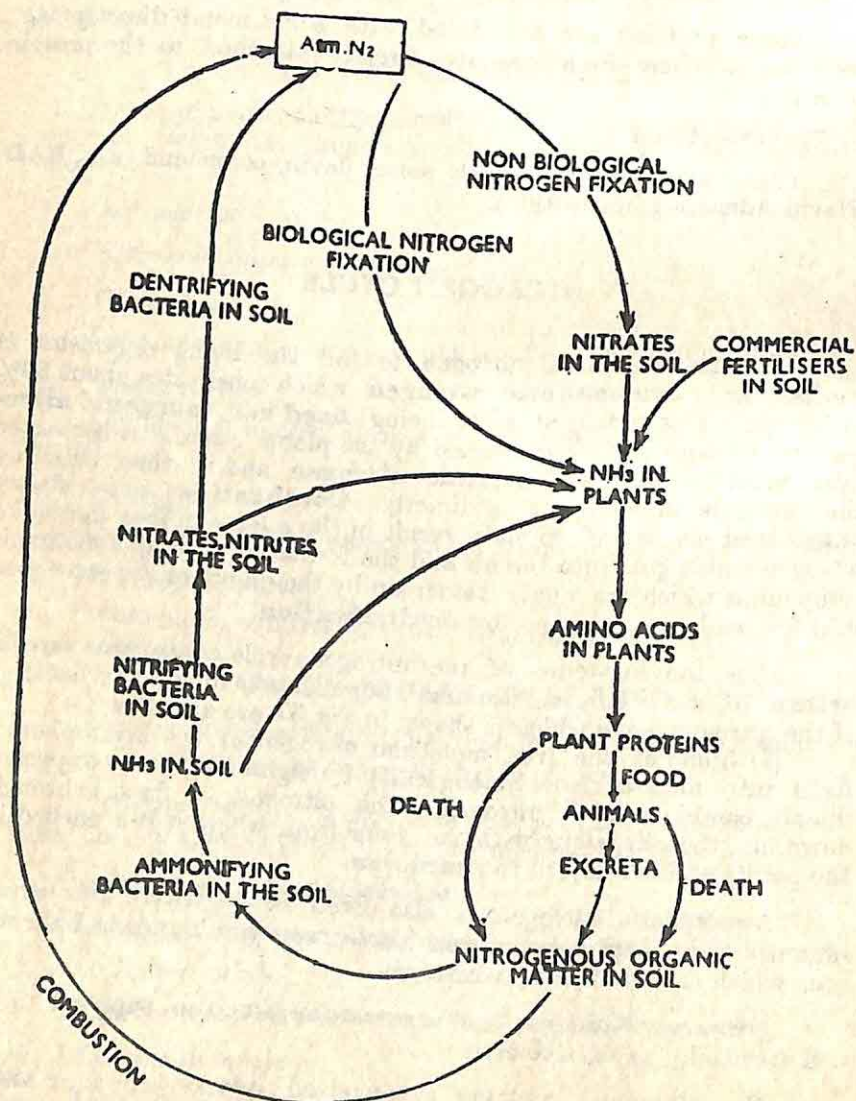 Atm.N₂
NON BIOLOGICAL
NITROGEN FIXATION
BIOLOGICAL NITROGEN
FIXATION
DENTRIFYING
BACTERIA IN SOIL
NITRATES
IN THE SOIL
COMMERCIAL
FERTILISERS
IN SOIL
NH₃ IN
PLANTS
NITRATES, NITRITES
IN THE SOIL
AMINO ACIDS
IN PLANTS
NITRIFYING
BACTERIA
IN SOIL
PLANT PROTEINS
NH₃ IN SOIL
FOOD
DEATH
ANIMALS
AMMONIFYING
BACTERIA IN THE SOIL
EXCRETA
DEATH
NITROGENOUS ORGANIC
MATTER IN SOIL
COMBUSTION